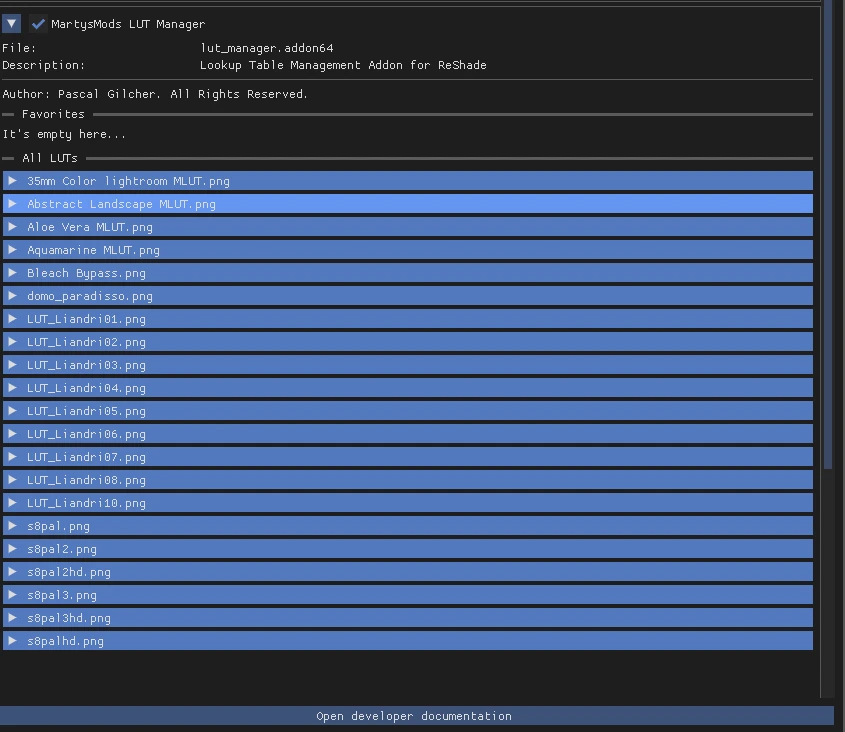 MartysMods LUT Manager
File: lut_manager.addon64
Description: Lookup Table Management Addon for ReShade
Author: Pascal Gilcher. All Rights Reserved.
Favorites
It's empty here...
All LUTs
35mm Color lightroom MLUT.png
Abstract Landscape MLUT.png
Aloe Vera MLUT.png
Aquamarine MLUT.png
Bleach Bypass.png
domo_paradisso.png
LUT_Liandri01.png
LUT_Liandri02.png
LUT_Liandri03.png
LUT_Liandri04.png
LUT_Liandri05.png
LUT_Liandri06.png
LUT_Liandri07.png
LUT_Liandri08.png
LUT_Liandri10.png
s8pal.png
s8pal2.png
s8pal2hd.png
s8pal3.png
s8pal3hd.png
s8palhd.png
Open developer documentation